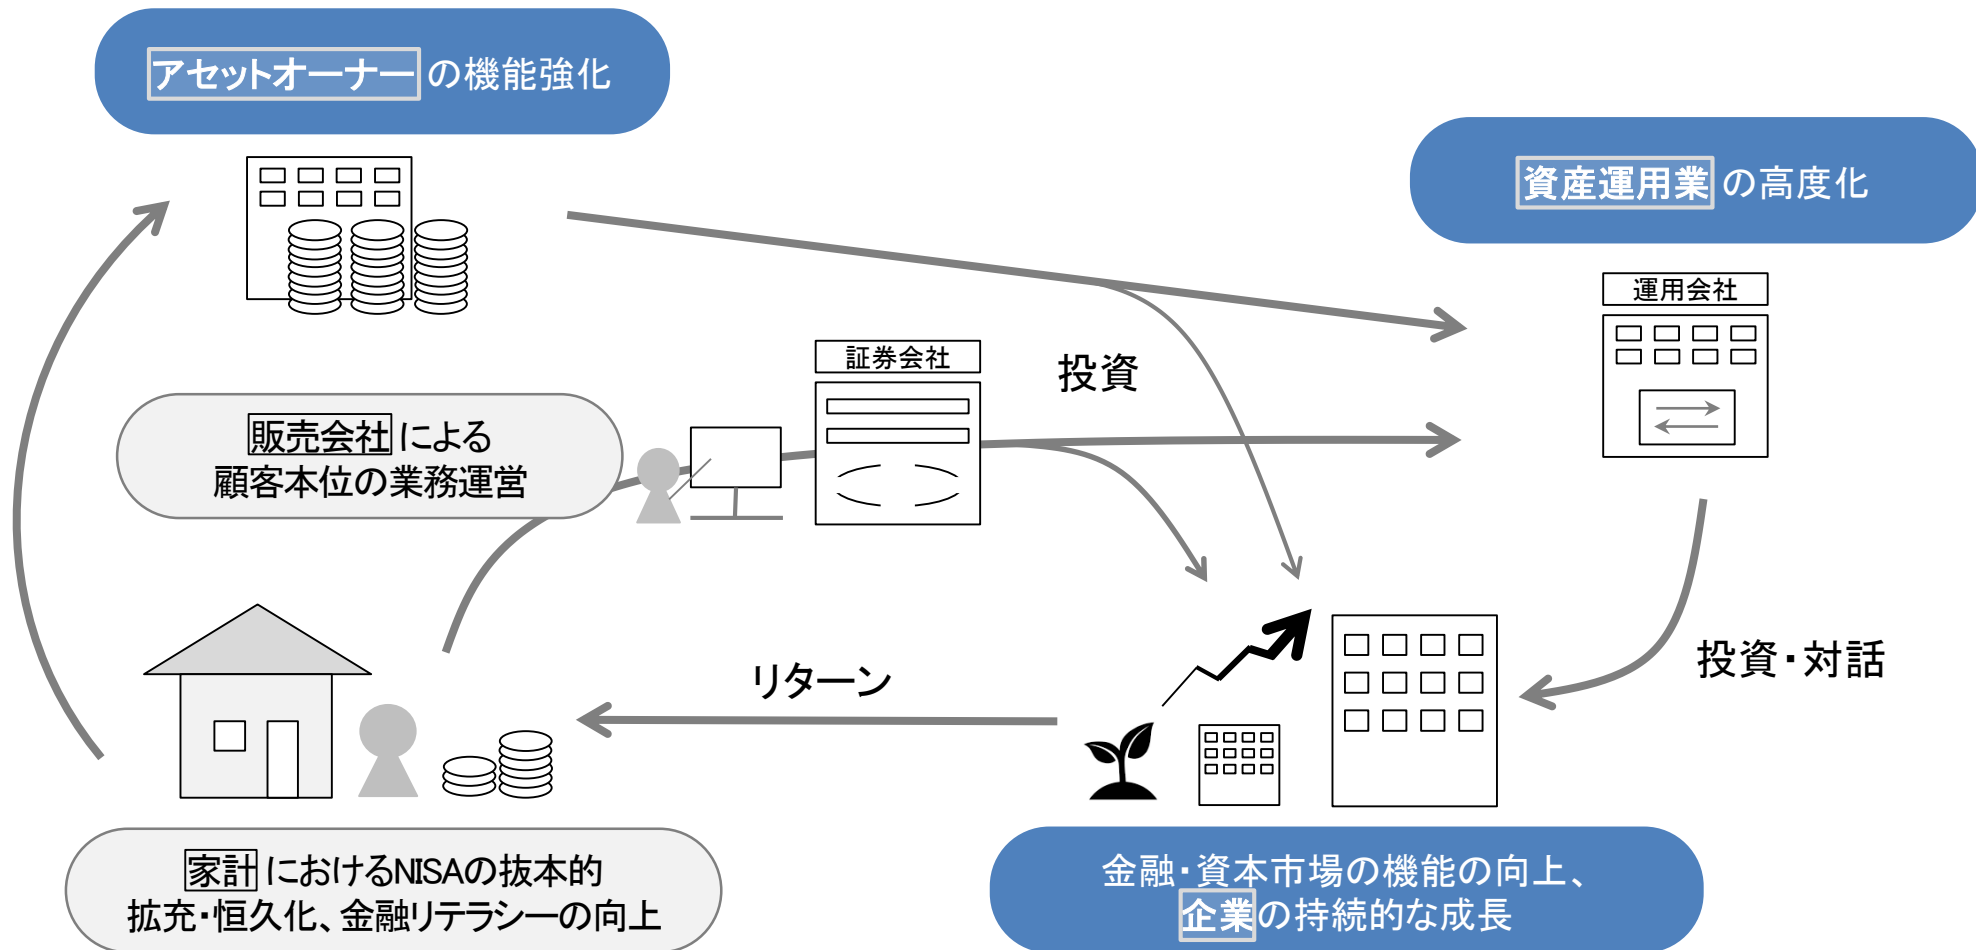 アセットオーナー の機能強化
資産運用業 の高度化
運用会社
証券会社
投資
販売会社 による
顧客本位の業務運営
投資・対話
リターン
家計 におけるNISAの抜本的
拡充・恒久化、金融リテラシーの向上
金融・資本市場の機能の向上、
企業の持続的な成長